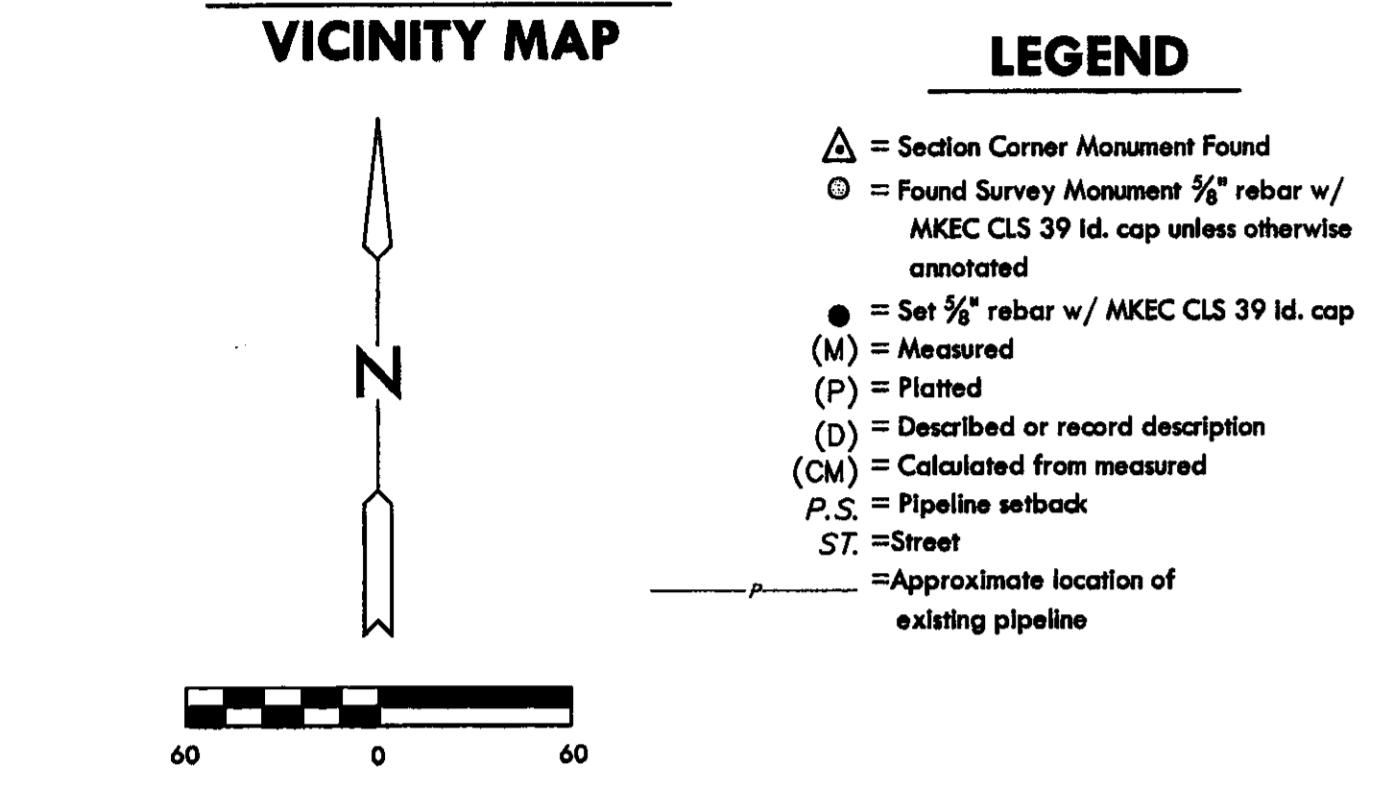 VICINITY MAP
N
60 0 60
LEGEND
= Section Corner Monument Found
= Found Survey Monument 5/8" rebar w/
MKEC CLS 39 id. cap unless otherwise
annotated
= Set 5/8" rebar w/ MKEC CLS 39 id. cap
(M) = Measured
(P) = Platted
(D) = Described or record description
(CM) = Calculated from measured
P.S. = Pipeline setback
ST. =Street
P =Approximate location of
existing pipeline